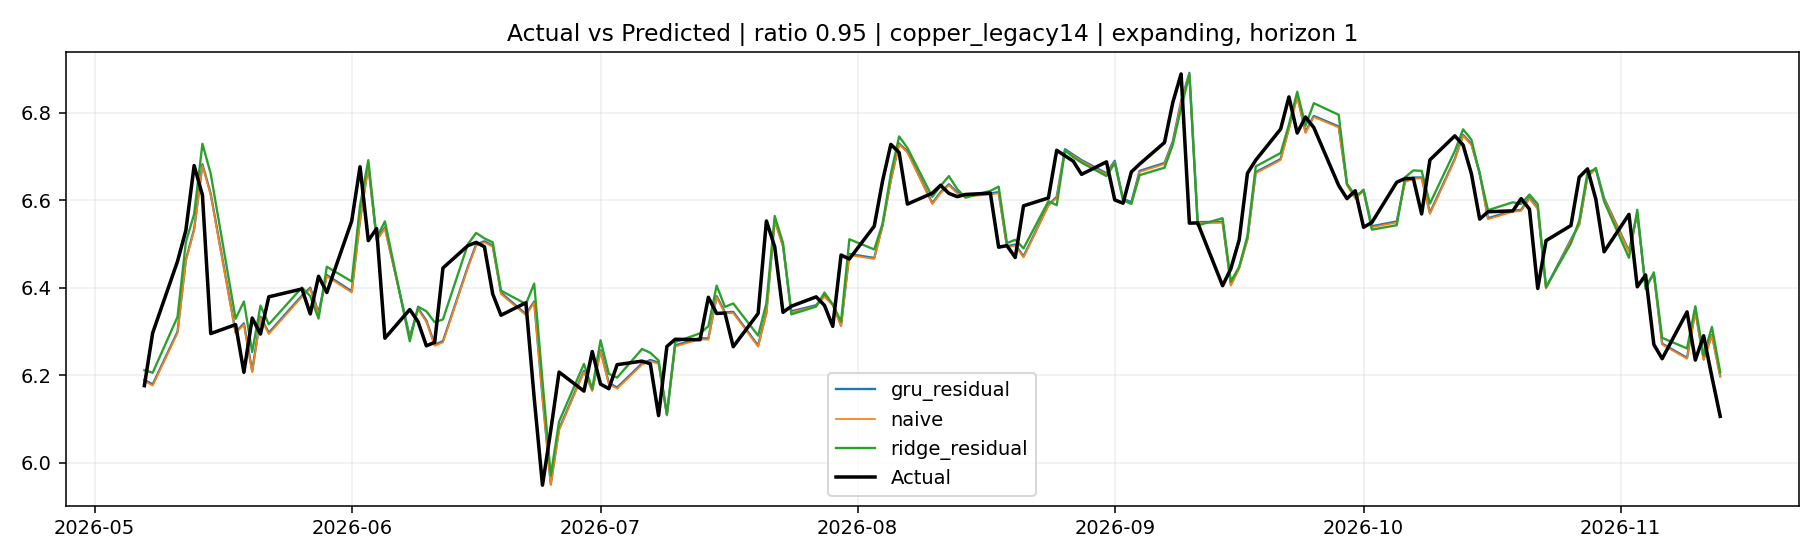 Actual vs Predicted | ratio 0.95 | copper_legacy14 | expanding, horizon 1
6.8
6.6
6.4
6.2
6.0
gru_residual
naive
ridge_residual
Actual
2026-05 2026-06 2026-07 2026-08 2026-09 2026-10 2026-11